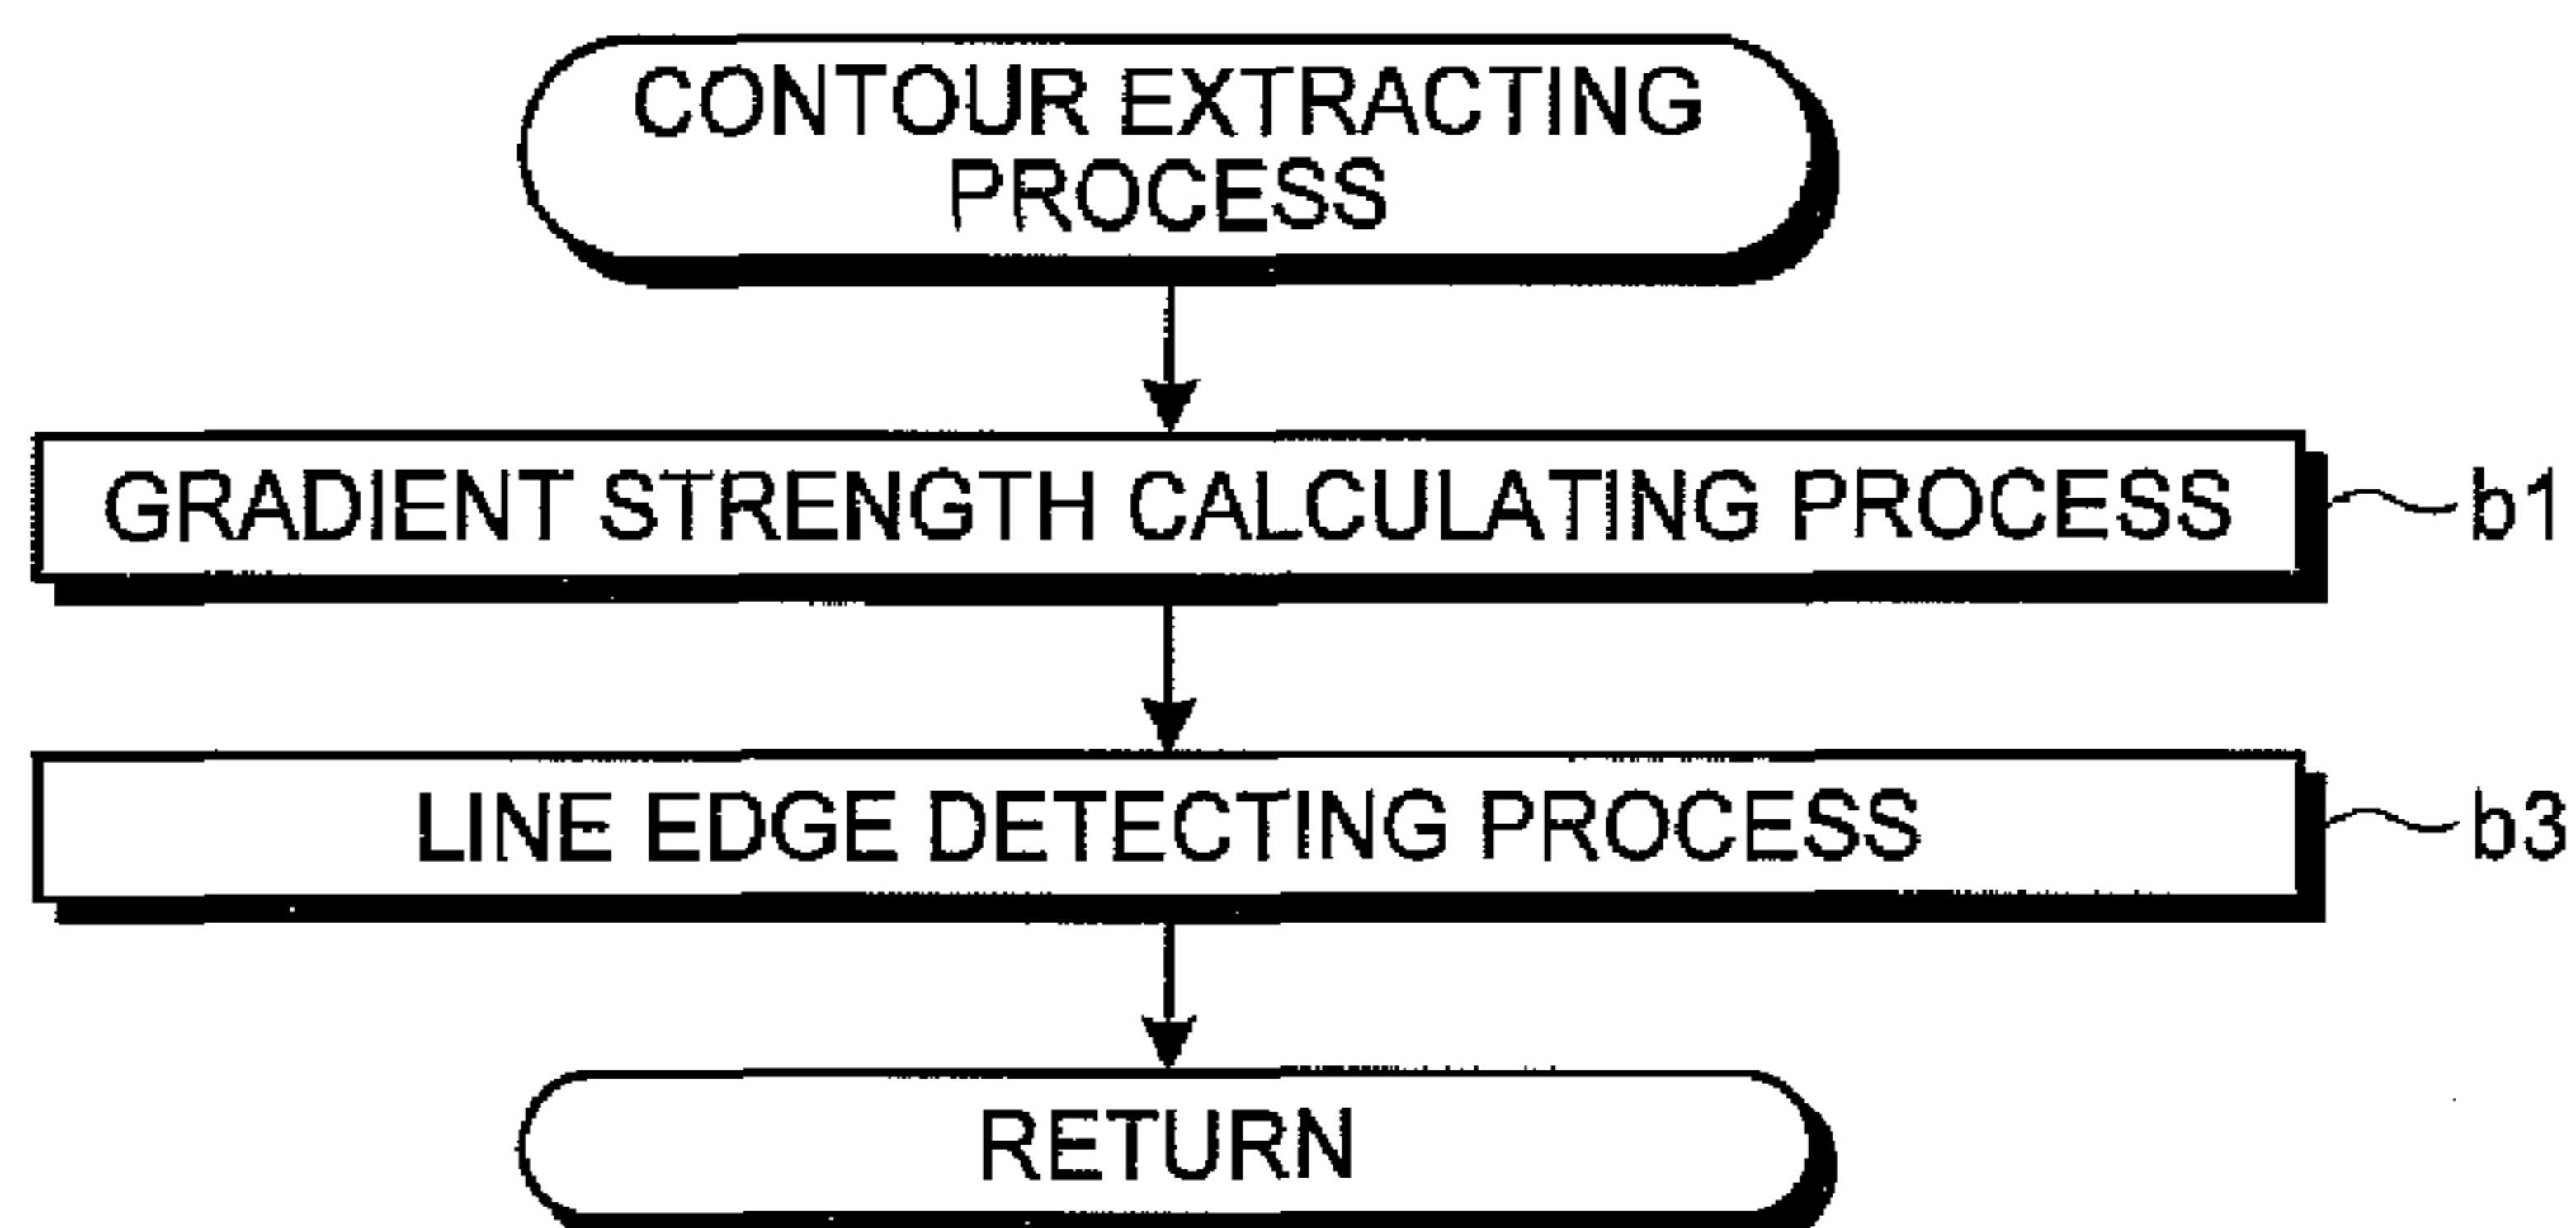 CONTOUR EXTRACTING
PROCESS
GRADIENT STRENGTH CALCULATING PROCESS
b1
LINE EDGE DETECTING PROCESS
b3
RETURN